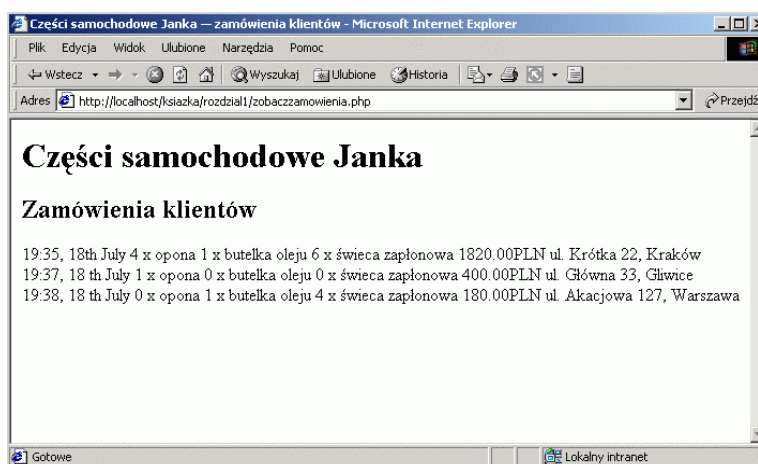 Części samochodowe Janka — zamówienia klientów - Microsoft Internet Explorer
Plik Edycja Widok Ulubione Narzędzia Pomoc
Wstecz Wyszukaj Ulubione Historia
Adres http://localhost/ksiazka/rozdzial1/zobaczzamowienia.php Przejdź
Części samochodowe Janka
Zamówienia klientów
19:35, 18th July 4 x opona 1 x butelka oleju 6 x świeca zapłonowa 1820.00PLN ul. Krótka 22, Kraków
19:37, 18 th July 1 x opona 0 x butelka oleju 0 x świeca zapłonowa 400.00PLN ul. Główna 33, Gliwice
19:38, 18 th July 0 x opona 1 x butelka oleju 4 x świeca zapłonowa 180.00PLN ul. Akacjowa 127, Warszawa
Gotowe Lokalny intranet